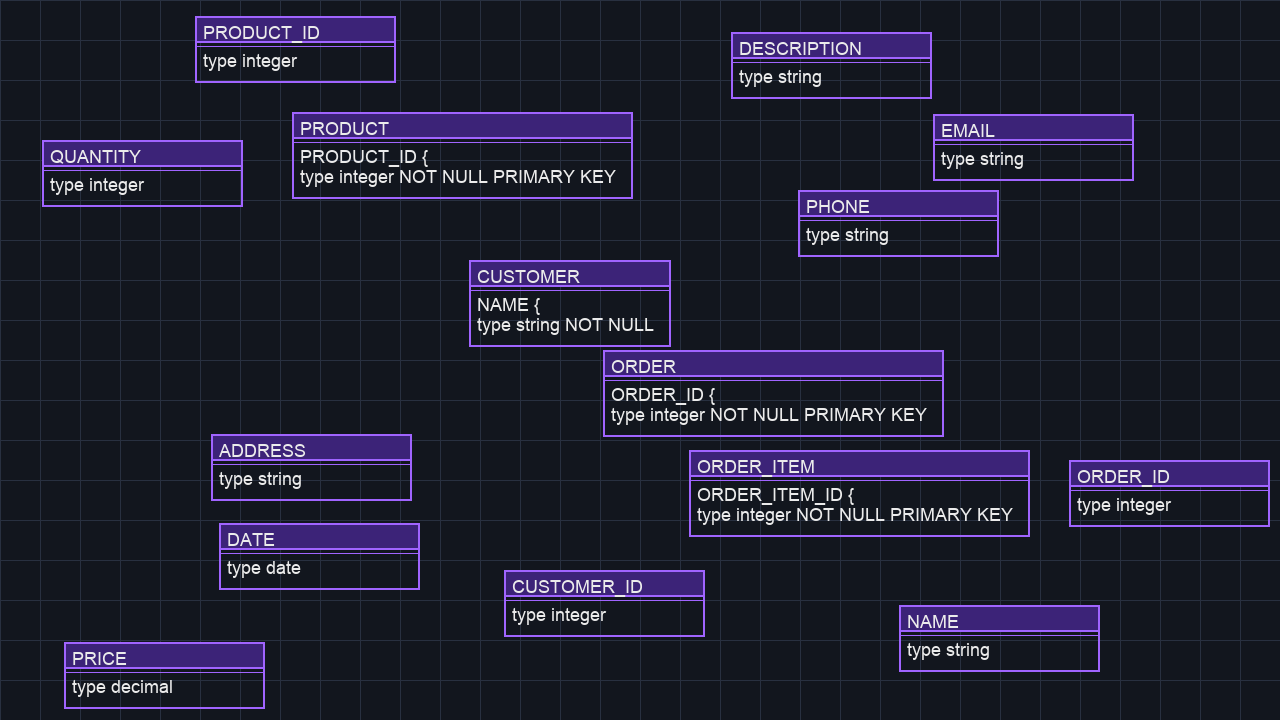 PRODUCT_ID
type integer
DESCRIPTION
type string
PRODUCT
PRODUCT_ID {
type integer NOT NULL PRIMARY KEY
EMAIL
type string
QUANTITY
type integer
PHONE
type string
CUSTOMER
NAME {
type string NOT NULL
ORDER
ORDER_ID {
type integer NOT NULL PRIMARY KEY
ADDRESS
type string
ORDER_ITEM
ORDER_ITEM_ID {
type integer NOT NULL PRIMARY KEY
ORDER_ID
type integer
DATE
type date
CUSTOMER_ID
type integer
NAME
type string
PRICE
type decimal